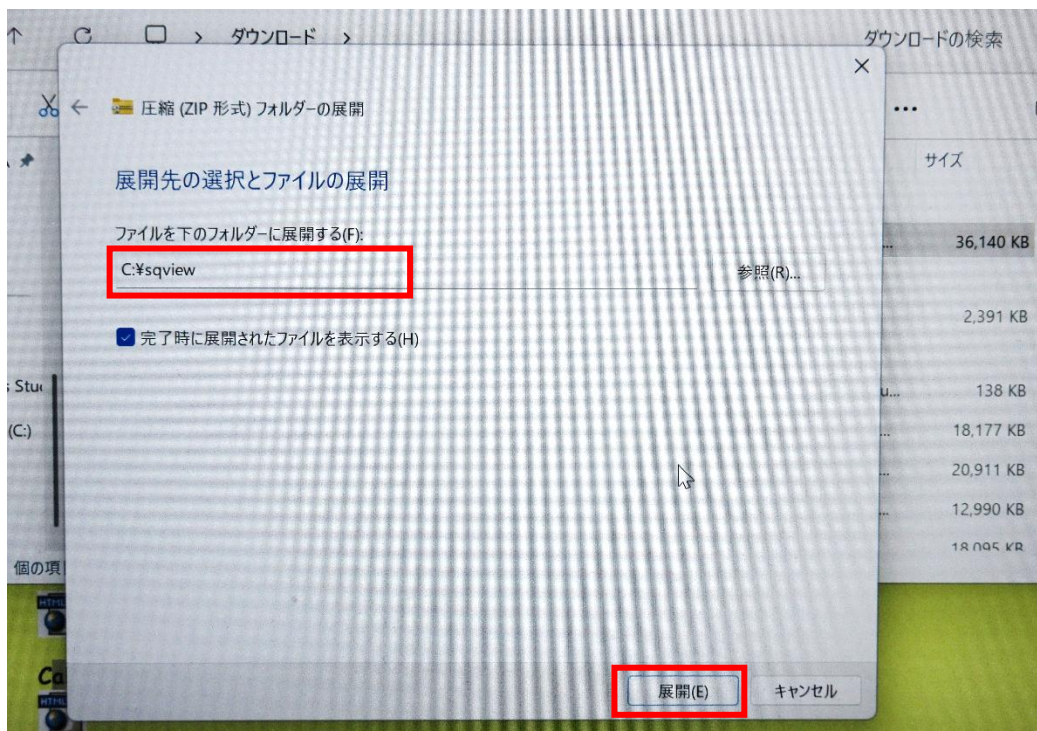 ダウンロード
ダウンロードの検索
圧縮 (ZIP 形式) フォルダーの展開
サイズ
展開先の選択とファイルの展開
ファイルを下のフォルダーに展開する(F):
36,140 KB
C:¥sqview
参照(R)...
2,391 KB
完了時に展開されたファイルを表示する(H)
138 KB
(C:)
18,177 KB
20,911 KB
12,990 KB
18,095 KB
個の項
展開(E)
キャンセル
HTML